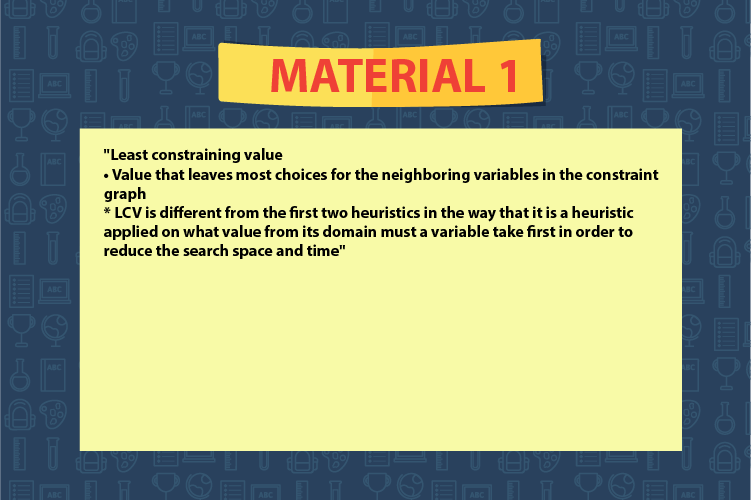 MATERIAL 1
"Least constraining value
• Value that leaves most choices for the neighboring variables in the constraint
graph
* LCV is different from the first two heuristics in the way that it is a heuristic
applied on what value from its domain must a variable take first in order to
reduce the search space and time"